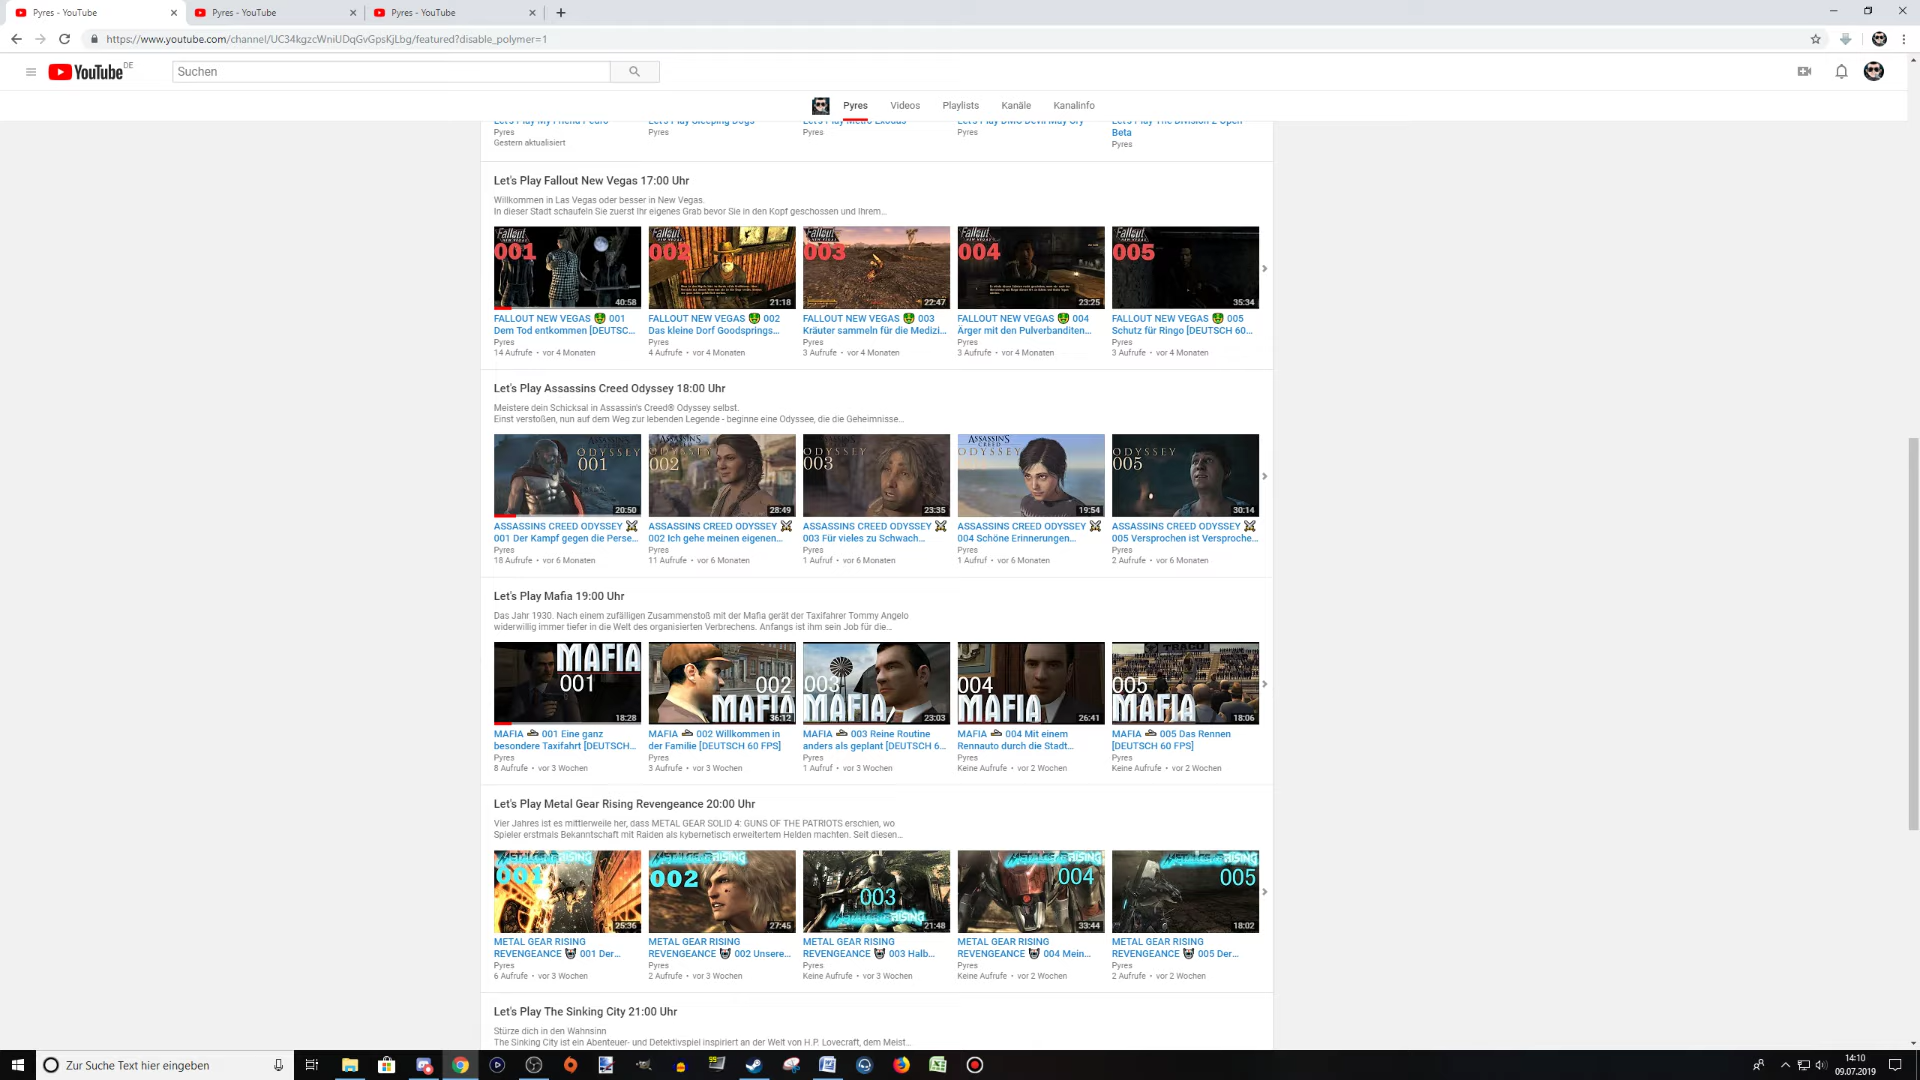 Pyres - YouTube
Pyres - YouTube
Pyres - YouTube
https://www.youtube.com/channel/UC34kgzcWniUDqGvGpsKjLbg/featured?disable_polymer=1
YouTube DE
Suchen
Pyres Videos Playlists Kanäle Kanalinfo
Beta
Pyres
Gestern aktualisiert
Pyres
Pyres
Pyres
Pyres
Let's Play Fallout New Vegas 17:00 Uhr
Willkommen in Las Vegas oder besser in New Vegas.
In dieser Stadt schaufeln Sie zuerst Ihr eigenes Grab bevor Sie in den Kopf geschossen und Ihrem...
001
40:58
002
21:18
003
22:47
004
23:25
005
35:34
FALLOUT NEW VEGAS 001
Dem Tod entkommen [DEUTSC...
Pyres
14 Aufrufe • vor 4 Monaten
FALLOUT NEW VEGAS 002
Das kleine Dorf Goodsprings...
Pyres
4 Aufrufe • vor 4 Monaten
FALLOUT NEW VEGAS 003
Kräuter sammeln für die Medizi...
Pyres
3 Aufrufe • vor 4 Monaten
FALLOUT NEW VEGAS 004
Ärger mit den Pulverbanditen...
Pyres
3 Aufrufe • vor 4 Monaten
FALLOUT NEW VEGAS 005
Schutz für Ringo [DEUTSCH 60...
Pyres
3 Aufrufe • vor 4 Monaten
Let's Play Assassins Creed Odyssey 18:00 Uhr
Meistere dein Schicksal in Assassin's Creed® Odyssey selbst.
Einst verstoßen, nun auf dem Weg zur lebenden Legende - beginne eine Odyssee, die die Geheimnisse...
ASSASSINS
CREED
ODYSSEY
001
20:50
ODYSSEY
002
28:49
ODYSSEY
003
23:35
ASSASSINS
CREED
ODYSSEY
19:54
ODYSSEY
005
30:14
ASSASSINS CREED ODYSSEY
001 Der Kampf gegen die Perse...
Pyres
18 Aufrufe • vor 6 Monaten
ASSASSINS CREED ODYSSEY
002 Ich gehe meinen eigenen...
Pyres
11 Aufrufe • vor 6 Monaten
ASSASSINS CREED ODYSSEY
003 Für vieles zu Schwach...
Pyres
1 Aufruf • vor 6 Monaten
ASSASSINS CREED ODYSSEY
004 Schöne Erinnerungen...
Pyres
1 Aufruf • vor 6 Monaten
ASSASSINS CREED ODYSSEY
005 Versprochen ist Versproche...
Pyres
2 Aufrufe • vor 6 Monaten
Let's Play Mafia 19:00 Uhr
Das Jahr 1930. Nach einem zufälligen Zusammenstoß mit der Mafia gerät der Taxifahrer Tommy Angelo
widerwillig immer tiefer in die Welt des organisierten Verbrechens. Anfangs ist ihm sein Job für die...
MAFIA
001
18:28
002
MAFIA
36:12
003
MAFIA
23:03
004
MAFIA
26:41
005
MAFIA
18:06
MAFIA 001 Eine ganz
besondere Taxifahrt [DEUTSCH...
Pyres
8 Aufrufe • vor 3 Wochen
MAFIA 002 Willkommen in
der Familie [DEUTSCH 60 FPS]
Pyres
3 Aufrufe • vor 3 Wochen
MAFIA 003 Reine Routine
anders als geplant [DEUTSCH 6...
Pyres
1 Aufruf • vor 3 Wochen
MAFIA 004 Mit einem
Rennauto durch die Stadt...
Pyres
Keine Aufrufe • vor 2 Wochen
MAFIA 005 Das Rennen
[DEUTSCH 60 FPS]
Pyres
Keine Aufrufe • vor 2 Wochen
Let's Play Metal Gear Rising Revengeance 20:00 Uhr
Vier Jahres ist es mittlerweile her, dass METAL GEAR SOLID 4: GUNS OF THE PATRIOTS erschien, wo
Spieler erstmals Bekanntschaft mit Raiden als kybernetisch erweitertem Helden machten. Seit diesen...
001
25:36
002
27:45
003
21:48
004
33:44
005
18:02
METAL GEAR RISING
REVENGEANCE 001 Der...
Pyres
6 Aufrufe • vor 3 Wochen
METAL GEAR RISING
REVENGEANCE 002 Unsere...
Pyres
2 Aufrufe • vor 3 Wochen
METAL GEAR RISING
REVENGEANCE 003 Halb...
Pyres
Keine Aufrufe • vor 3 Wochen
METAL GEAR RISING
REVENGEANCE 004 Mein...
Pyres
Keine Aufrufe • vor 2 Wochen
METAL GEAR RISING
REVENGEANCE 005 Der...
Pyres
2 Aufrufe • vor 2 Wochen
Let's Play The Sinking City 21:00 Uhr
Stürze dich in den Wahnsinn
The Sinking City ist ein Abenteuer- und Detektivspiel inspiriert an der Welt von H.P. Lovecraft, dem Meist...
Zur Suche Text hier eingeben
14:10
09.07.2019